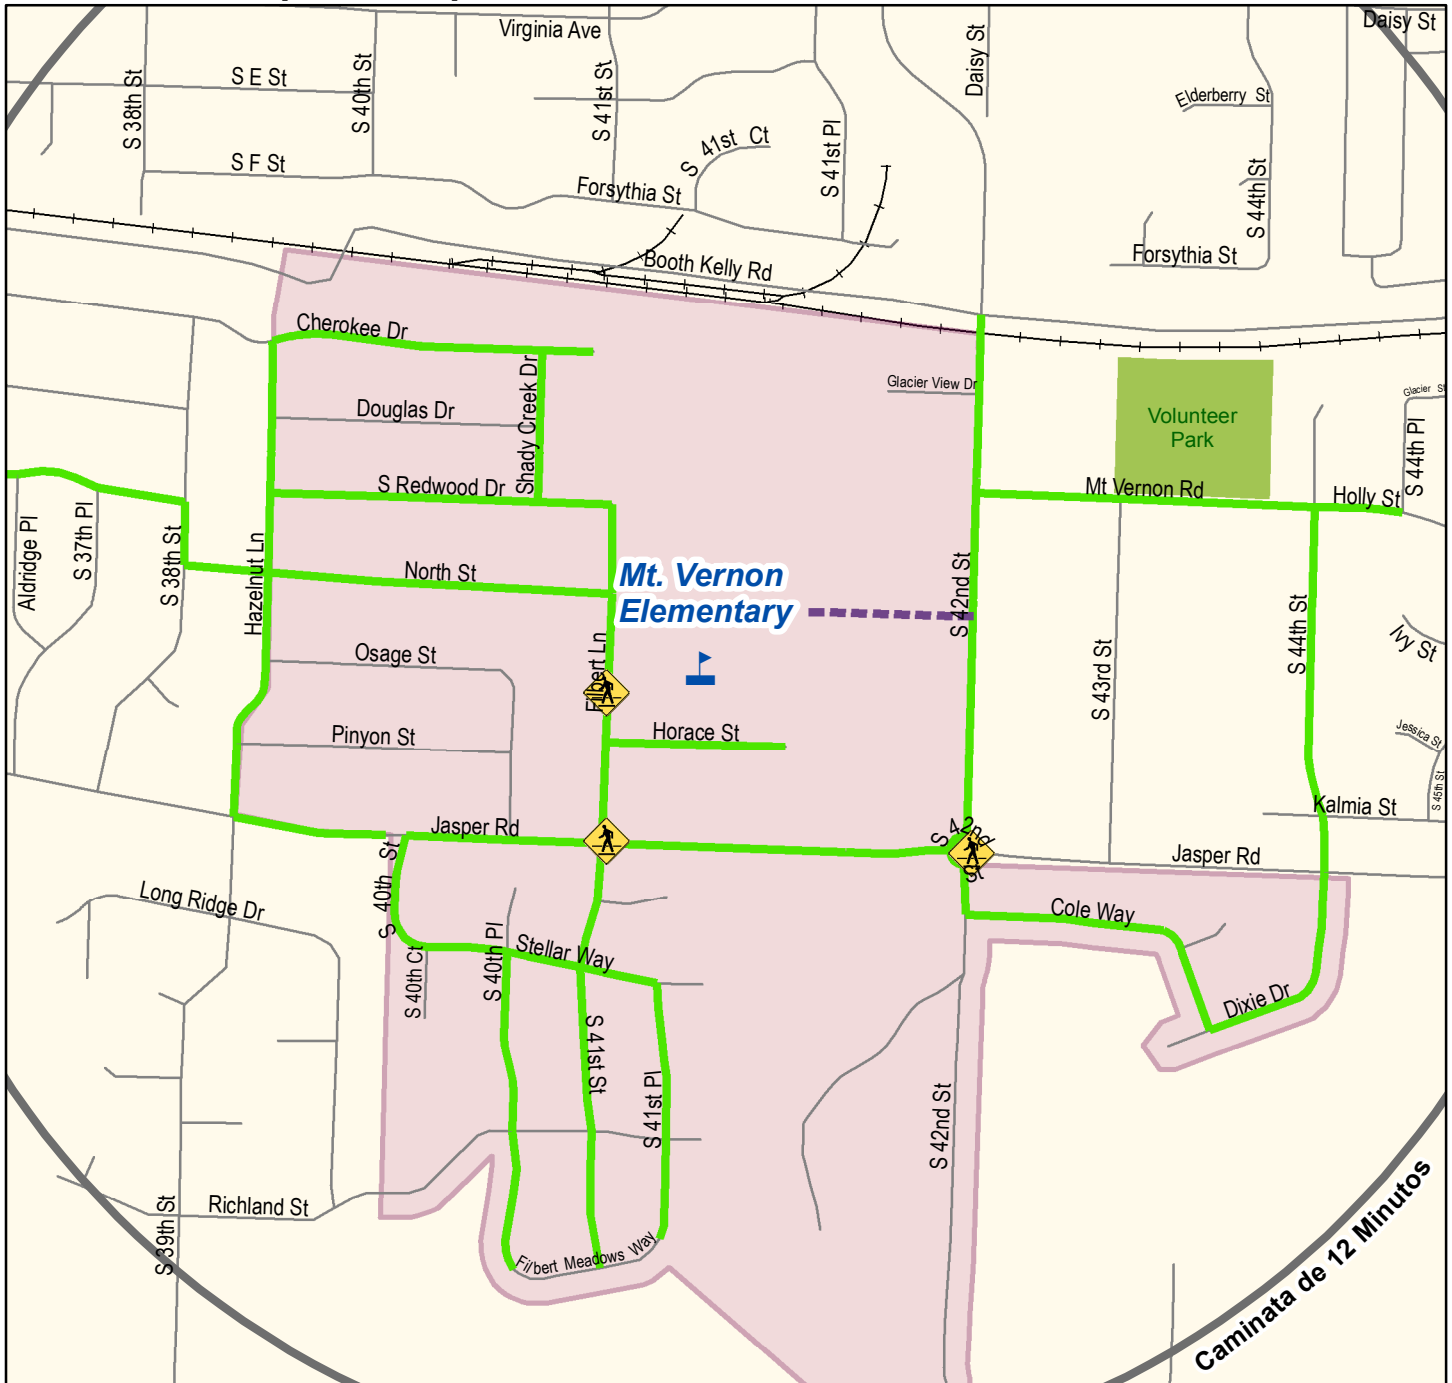 Virginia Ave
Daisy St
Daisy St
S E St
S 38th St
S 40th St
S 41st St
Elderberry St
S F St
S 41st Ct
S 41st Pl
Forsythia St
S 44th St
Forsythia St
Booth Kelly Rd
Cherokee Dr
Shady Creek Dr
Glacier View Dr
Glacier St
Douglas Dr
Volunteer
Park
S 44th Pl
S Redwood Dr
Mt Vernon Rd
Holly St
Aldridge Pl
S 37th Pl
S 38th St
Hazelnut Ln
North St
Mt. Vernon
Elementary
S 42nd St
S 44th St
Ivy St
Osage St
Filbert Ln
S 43rd St
Pinyon St
Horace St
Jessica St
S 45th St
Kalmia St
Jasper Rd
S 42nd
St
Jasper Rd
S 40th St
Long Ridge Dr
Cole Way
S 40th Ct
S 40th Pl
Stellar Way
Dixie Dr
S 41st St
S 41st Pl
S 42nd St
Richland St
S 39th St
Filbert Meadows Way
Caminata de 12 Minutos